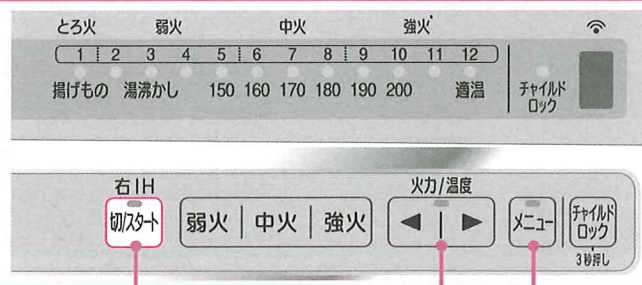 とろ火 弱火 中火 強火
1 2 3 4 5 6 7 8 9 10 11 12
揚げもの 湯沸かし 150 160 170 180 190 200 適温
チャイルド
ロック
右IH 火力/温度
切/スタート 弱火 中火 強火 ◀ ▶ メニュー
チャイルド
ロック
3秒押し